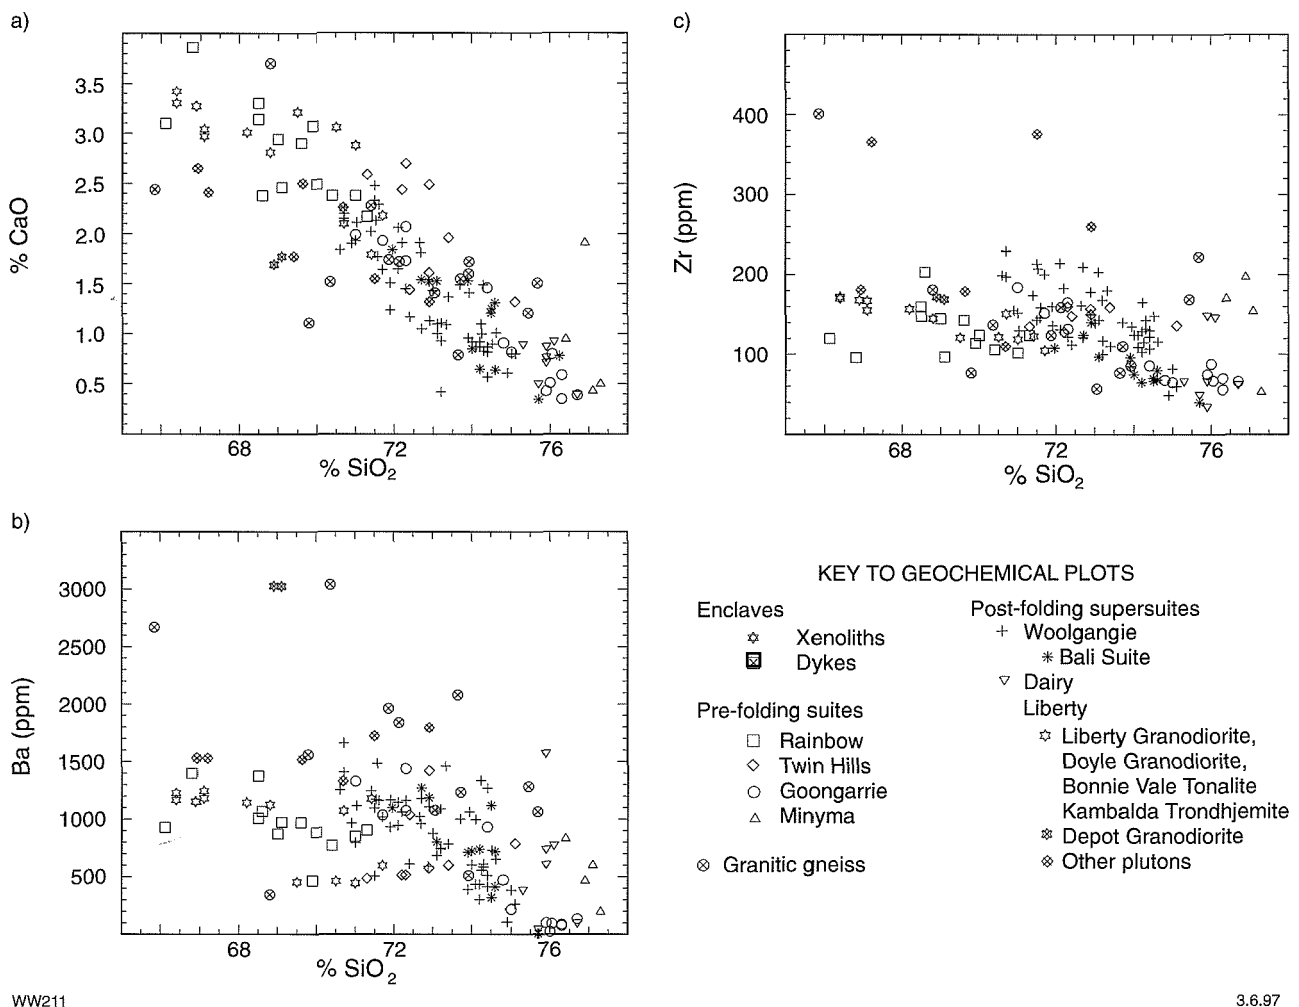 a)
% CaO
3.5
3.0
2.5
2.0
1.5
1.0
0.5
68
72
76
% SiO2
c)
Zr (ppm)
400
300
200
100
68
72
76
% SiO2
b)
Ba (ppm)
3000
2500
2000
1500
1000
500
68
72
76
% SiO2
KEY TO GEOCHEMICAL PLOTS
Enclaves
Xenoliths
Dykes
Pre-folding suites
Rainbow
Twin Hills
Goongarrie
Minyma
Granitic gneiss
Post-folding supersuites
Woolgangie
Bali Suite
Dairy
Liberty
Liberty Granodiorite,
Doyle Granodiorite,
Bonnie Vale Tonalite
Kambalda Trondhjemite
Depot Granodiorite
Other plutons
WW211
3.6.97